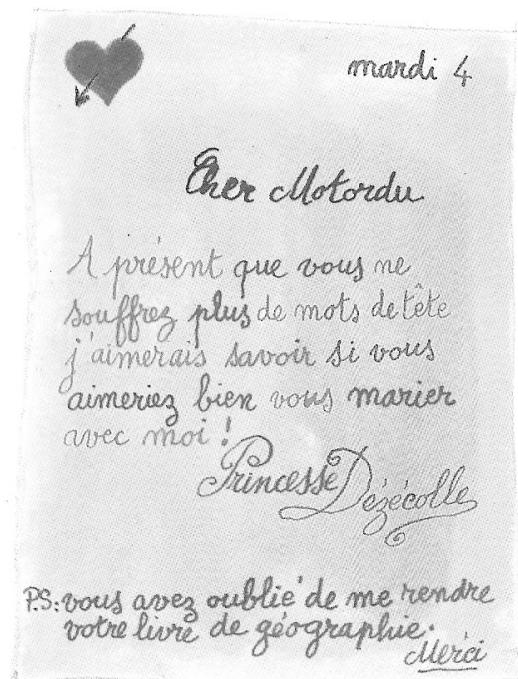 mardi 4
Cher Motordu
A présent que vous ne
souffrez plus de mots de tête
j'aimerais savoir si vous
aimeriez bien vous marier
avec moi !
Princesse Dézécolle
P.S: vous avez oublié de me rendre
votre livre de géographie.
Merci